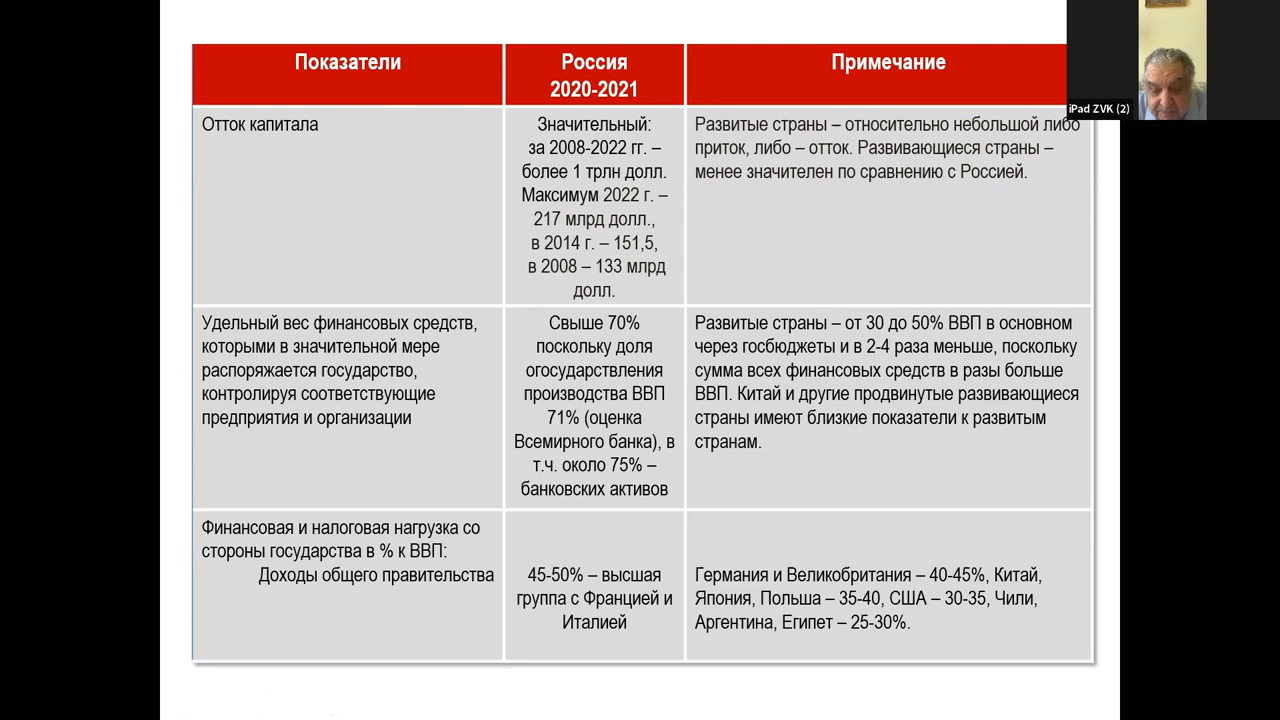 Показатели
Россия
2020-2021
Примечание
Отток капитала
Значительный:
за 2008-2022 гг. –
более 1 трлн долл.
Максимум 2022 г. –
217 млрд долл.,
в 2014 г. – 151,5,
в 2008 – 133 млрд
долл.
Развитые страны – относительно небольшой либо
приток, либо – отток. Развивающиеся страны –
менее значителен по сравнению с Россией.
Удельный вес финансовых средств,
которыми в значительной мере
распоряжается государство,
контролируя соответствующие
предприятия и организации
Свыше 70%
поскольку доля
огосударствления
производства ВВП
71% (оценка
Всемирного банка), в
т.ч. около 75% –
банковских активов
Развитые страны – от 30 до 50% ВВП в основном
через госбюджеты и в 2-4 раза меньше, поскольку
сумма всех финансовых средств в разы больше
ВВП. Китай и другие продвинутые развивающиеся
страны имеют близкие показатели к развитым
странам.
Финансовая и налоговая нагрузка со
стороны государства в % к ВВП:
Доходы общего правительства
45-50% – высшая
группа с Францией и
Италией
Германия и Великобритания – 40-45%, Китай,
Япония, Польша – 35-40, США – 30-35, Чили,
Аргентина, Египет – 25-30%.
iPad ZVK (2)